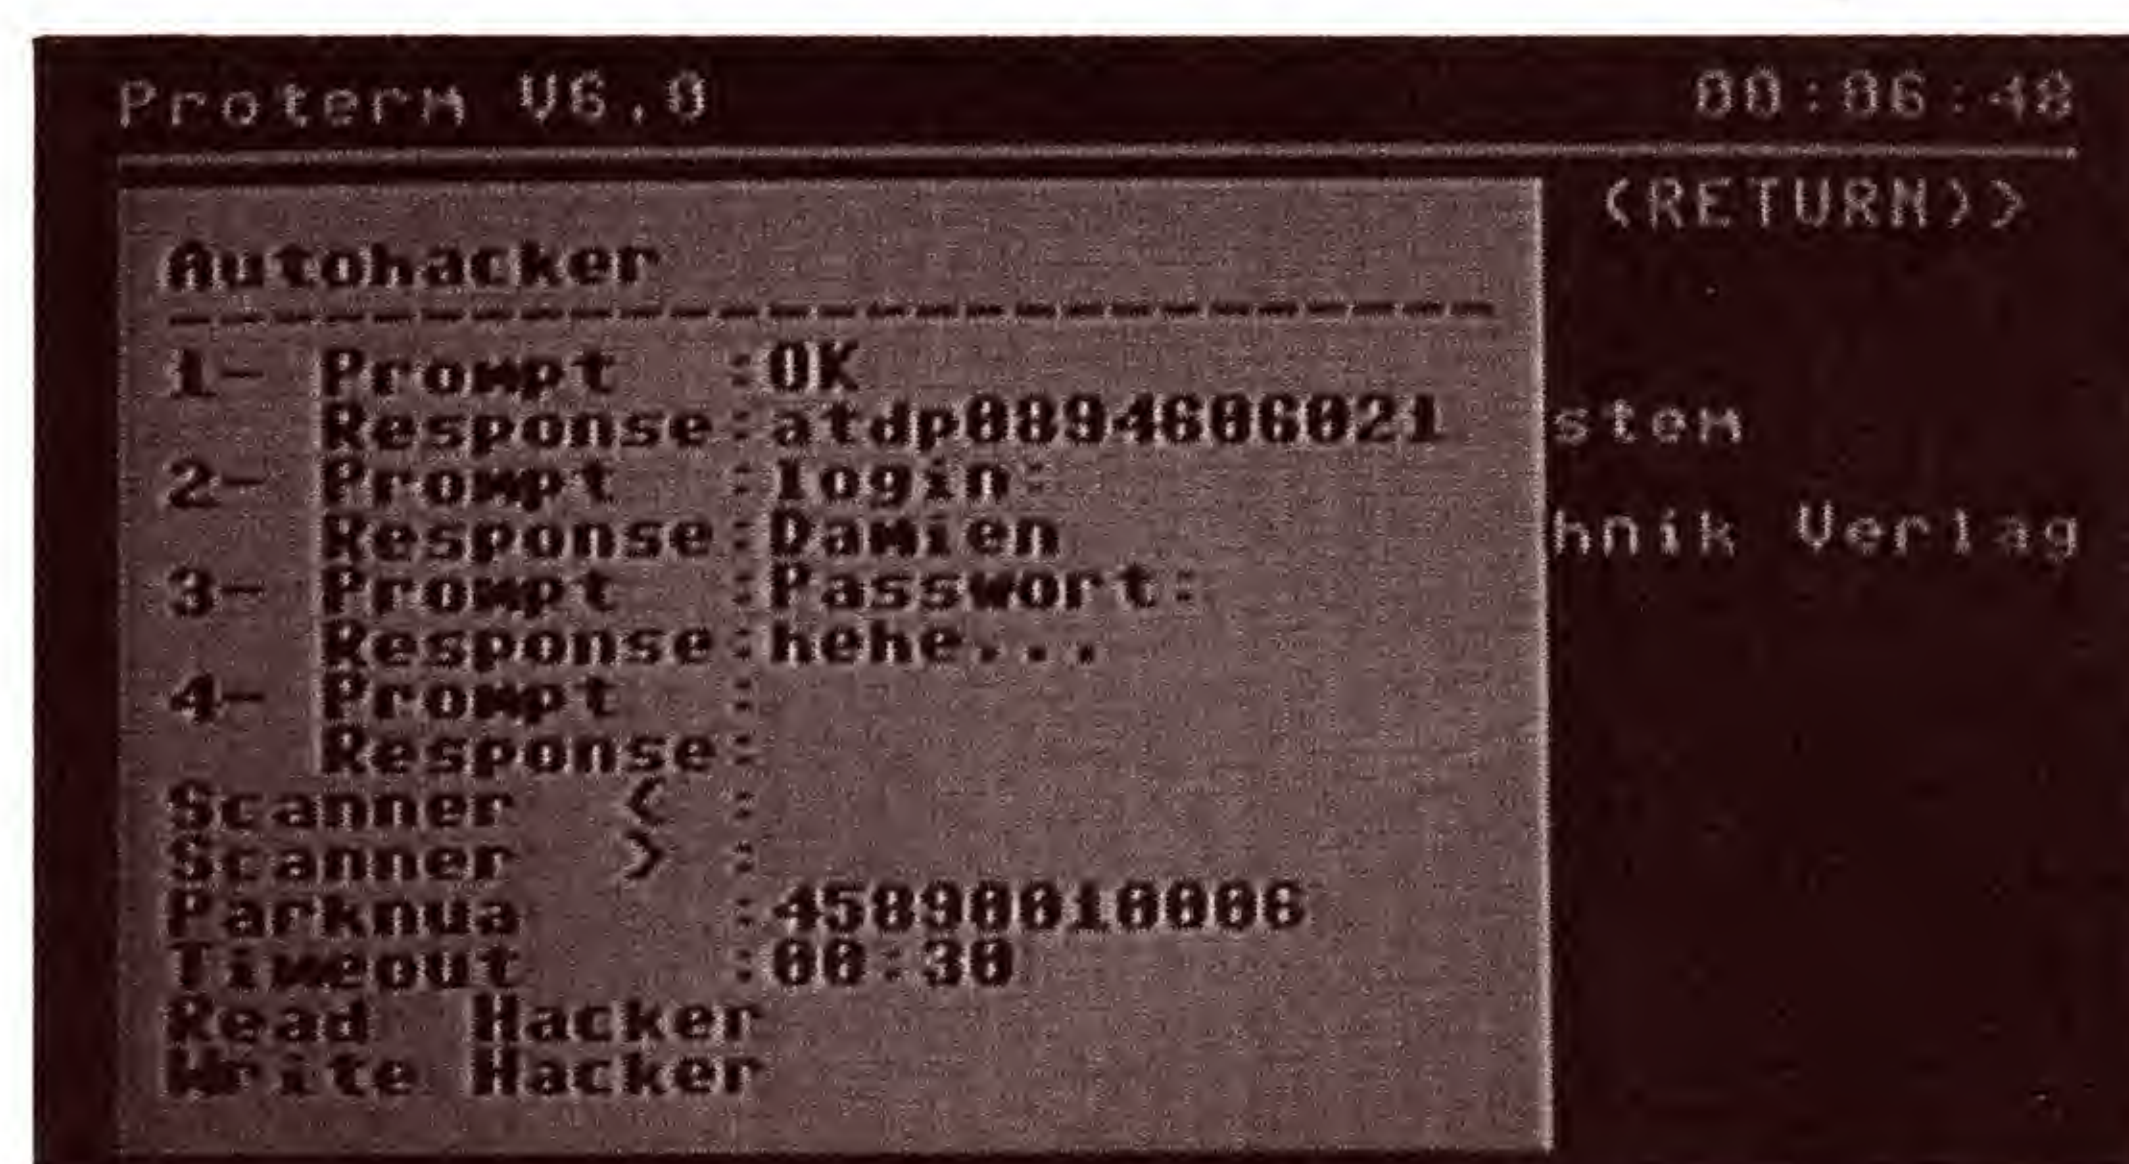 Proterm V6.0 00:06:48
<RETURN>>
Autohacker
----------------------------
1- Prompt :OK
Response:atdp0894606021
stem
2- Prompt :login:
Response:Damien
hnik Verlag
3- Prompt :Passwort:
Response:hehe...
4- Prompt :
Response:
Scanner < :
Scanner > :
Parknua :45890010006
Timeout :00:30
Read Hacker
Write Hacker